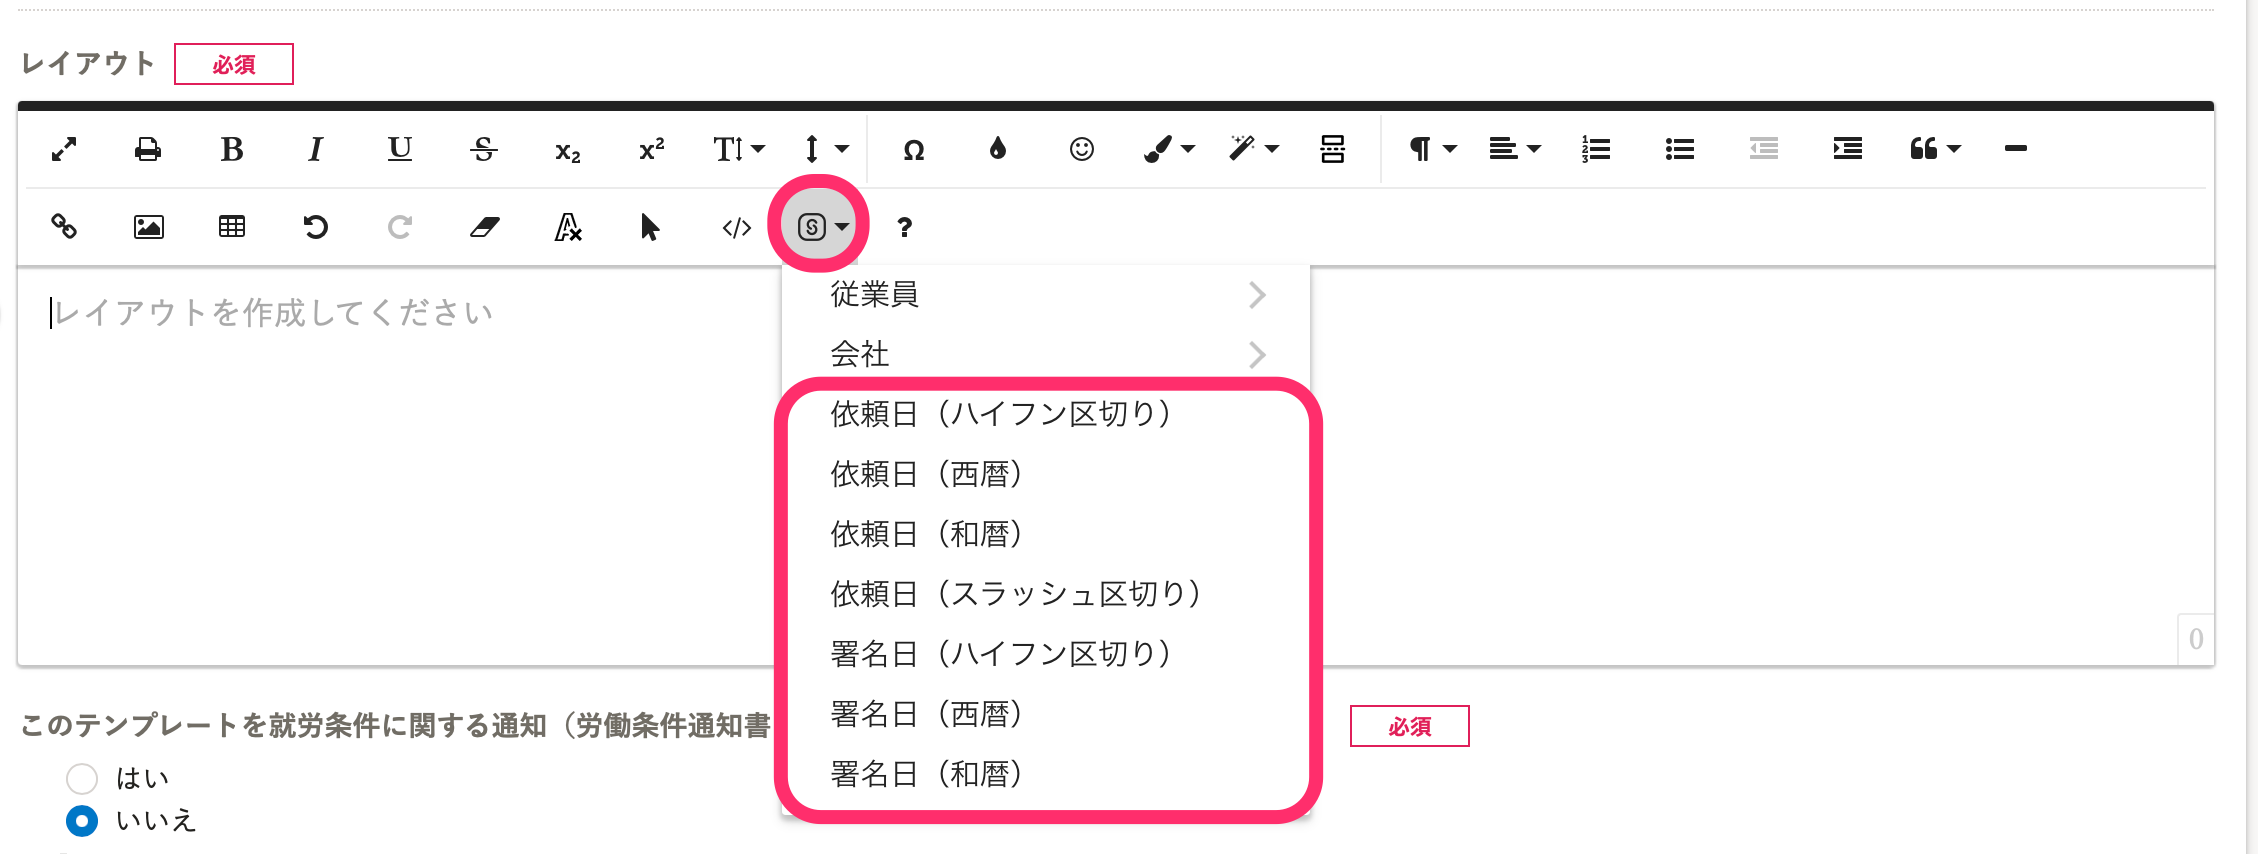 レイアウト 必須
B I U S x₂ x² T Ω ¶
</> S ?
レイアウトを作成してください
従業員
会社
依頼日（ハイフン区切り）
依頼日（西暦）
依頼日（和暦）
依頼日（スラッシュ区切り）
署名日（ハイフン区切り）
署名日（西暦）
署名日（和暦）
0
このテンプレートを就労条件に関する通知（労働条件通知書 必須
はい
いいえ